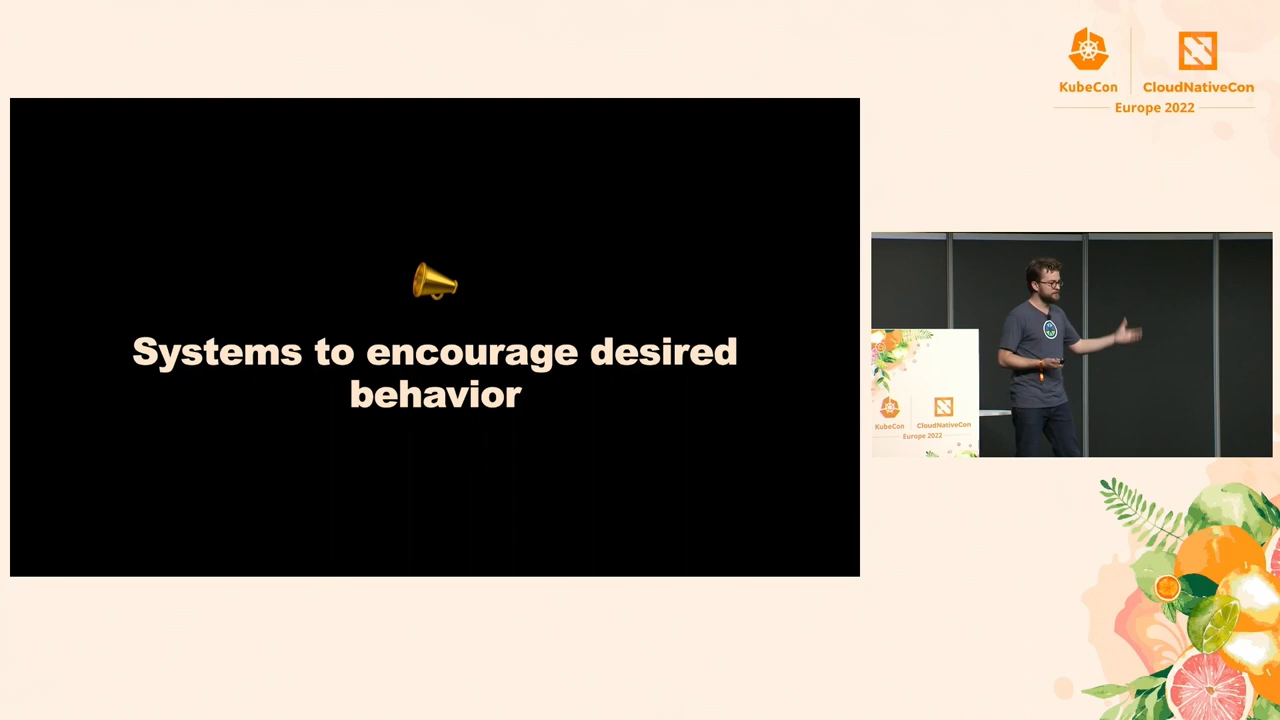 KubeCon
CloudNativeCon
Europe 2022
Systems to encourage desired
behavior
KubeCon
CloudNativeCon
Europe 2022